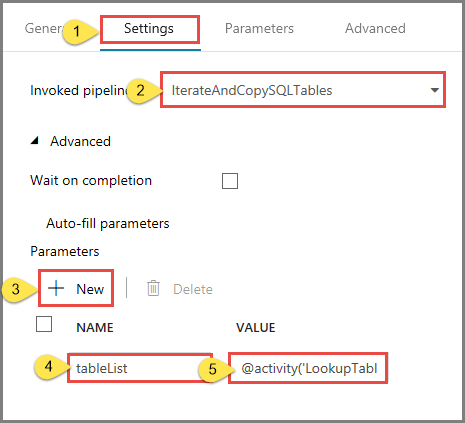 Gener 1 Settings Parameters Advanced
Invoked pipelin 2 IterateAndCopySQLTables
Advanced
Wait on completion
Auto-fill parameters
Parameters
3 New Delete
NAME VALUE
4 tableList 5 @activity('LookupTabl